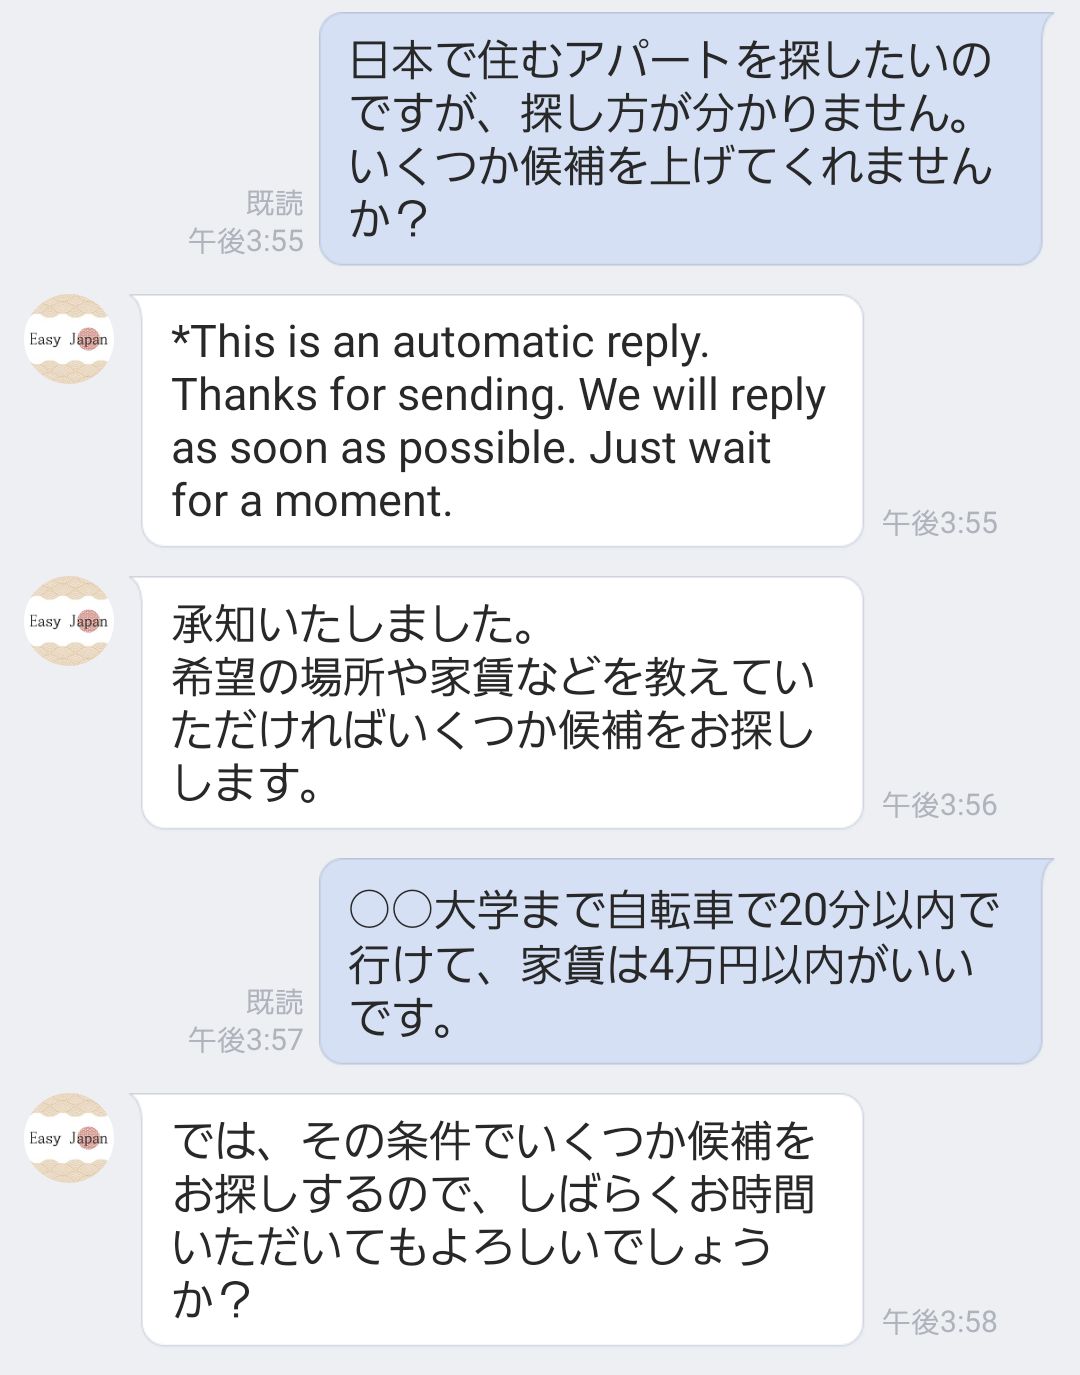 日本で住むアパートを探したいの
ですが、探し方が分かりません。
いくつか候補を上げてくれません
か？
既読
午後3:55
Easy Japan
*This is an automatic reply.
Thanks for sending. We will reply
as soon as possible. Just wait
for a moment.
午後3:55
Easy Japan
承知いたしました。
希望の場所や家賃などを教えてい
ただければいくつか候補をお探し
します。
午後3:56
〇〇大学まで自転車で20分以内で
行けて、家賃は4万円以内がいい
です。
既読
午後3:57
Easy Japan
では、その条件でいくつか候補を
お探しするので、しばらくお時間
いただいてもよろしいでしょう
か？
午後3:58